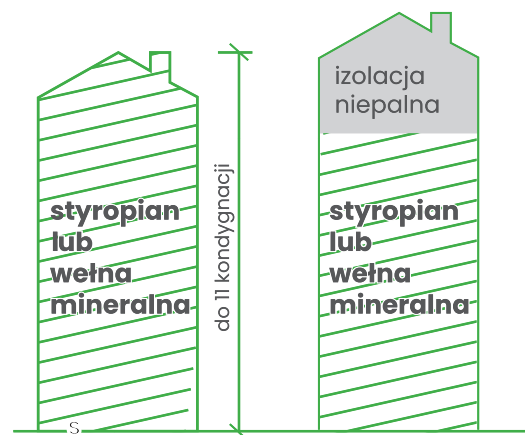 styropian
lub
wełna
mineralna
S
do 11 kondygnacji
izolacja
niepalna
styropian
lub
wełna
mineralna